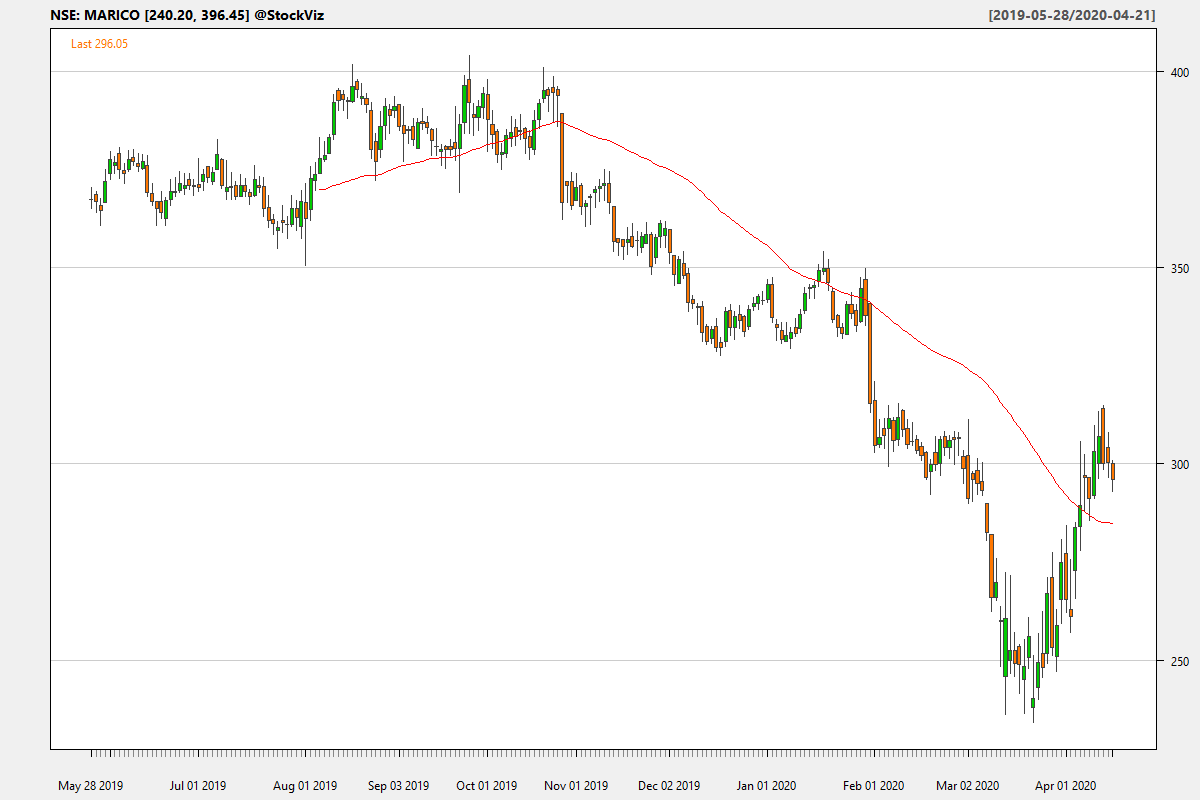 NSE: MARICO [240.20, 396.45] @StockViz
[2019-05-28/2020-04-21]
Last 296.05
400
350
300
250
May 28 2019
Jul 01 2019
Aug 01 2019
Sep 03 2019
Oct 01 2019
Nov 01 2019
Dec 02 2019
Jan 01 2020
Feb 01 2020
Mar 02 2020
Apr 01 2020